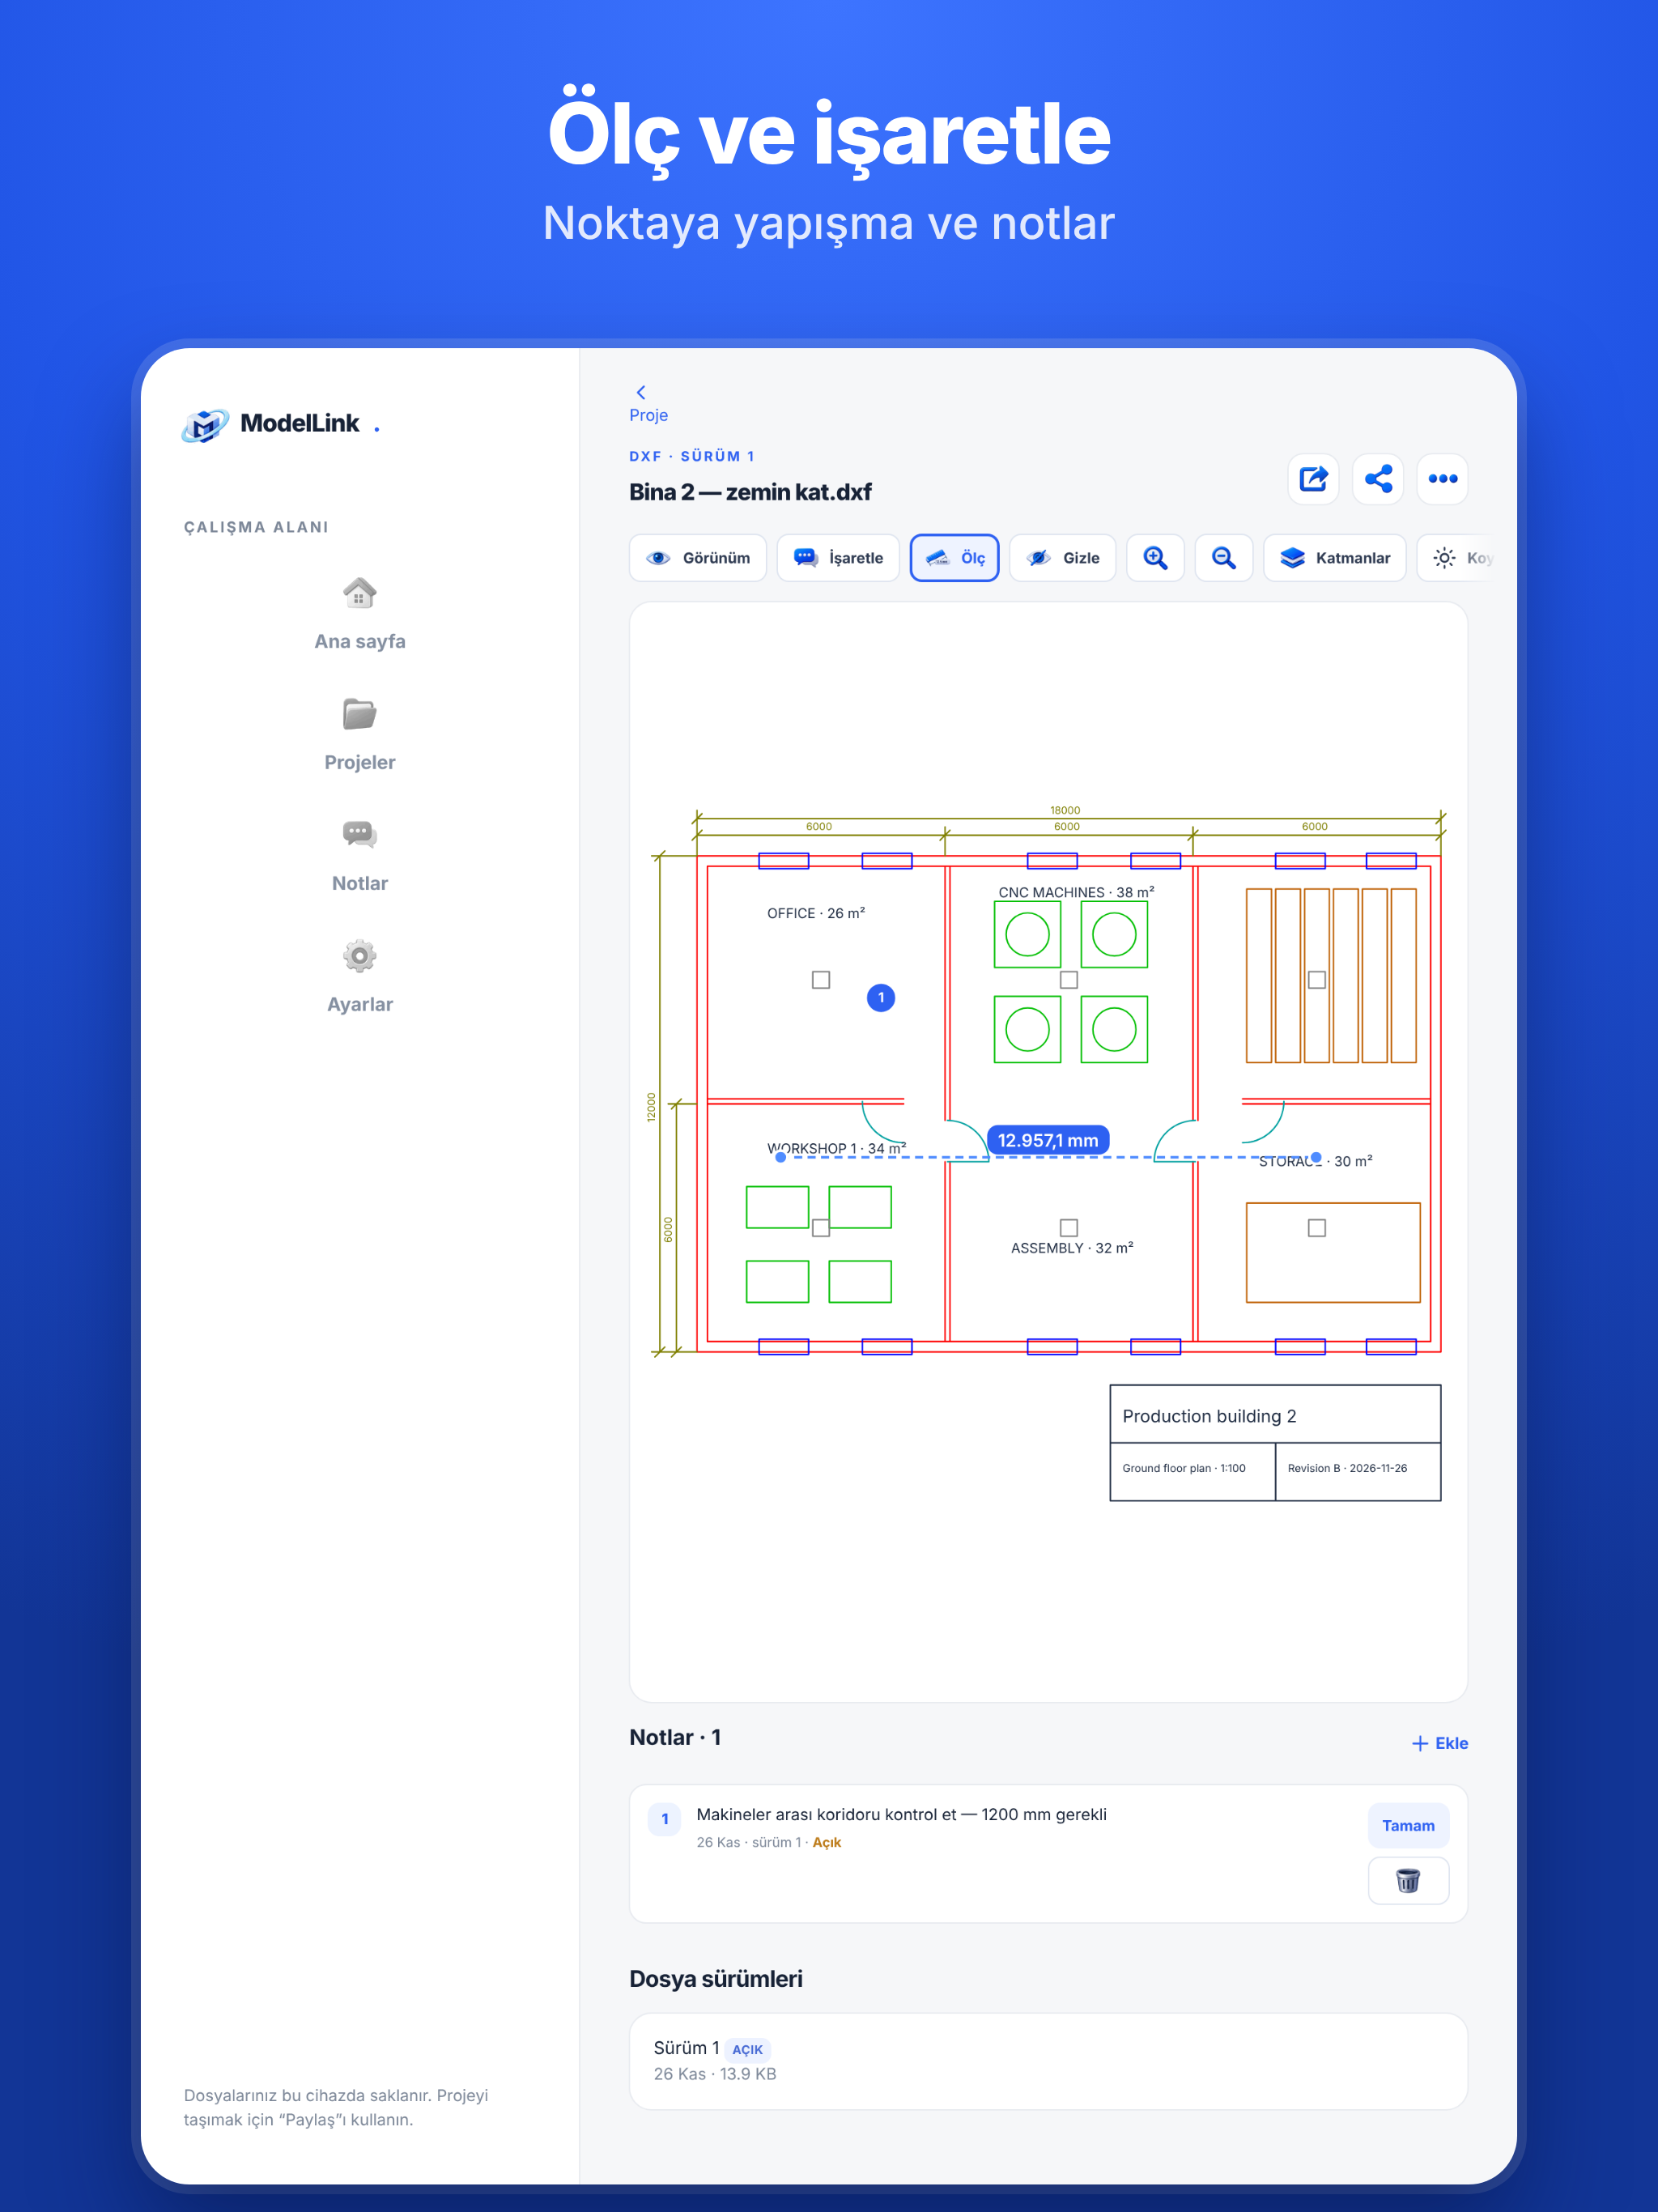 Ölç ve işaretle
Noktaya yapışma ve notlar
ModelLink .
ÇALIŞMA ALANI
Ana sayfa
Projeler
Notlar
Ayarlar
Dosyalarınız bu cihazda saklanır. Projeyi
taşımak için “Paylaş”ı kullanın.
Proje
DXF · SÜRÜM 1
Bina 2 — zemin kat.dxf
Görünüm
İşaretle
Ölç
Gizle
Katmanlar
18000
6000
6000
6000
12000
6000
OFFICE · 26 m²
CNC MACHINES · 38 m²
1
WORKSHOP 1 · 34 m²
12.957,1 mm
· 30 m²
ASSEMBLY · 32 m²
Production building 2
Ground floor plan · 1:100
Revision B · 2026-11-26
Notlar · 1
Ekle
1
Makineler arası koridoru kontrol et — 1200 mm gerekli
26 Kas · sürüm 1 · Açık
Tamam
Dosya sürümleri
Sürüm 1 AÇIK
26 Kas · 13.9 KB